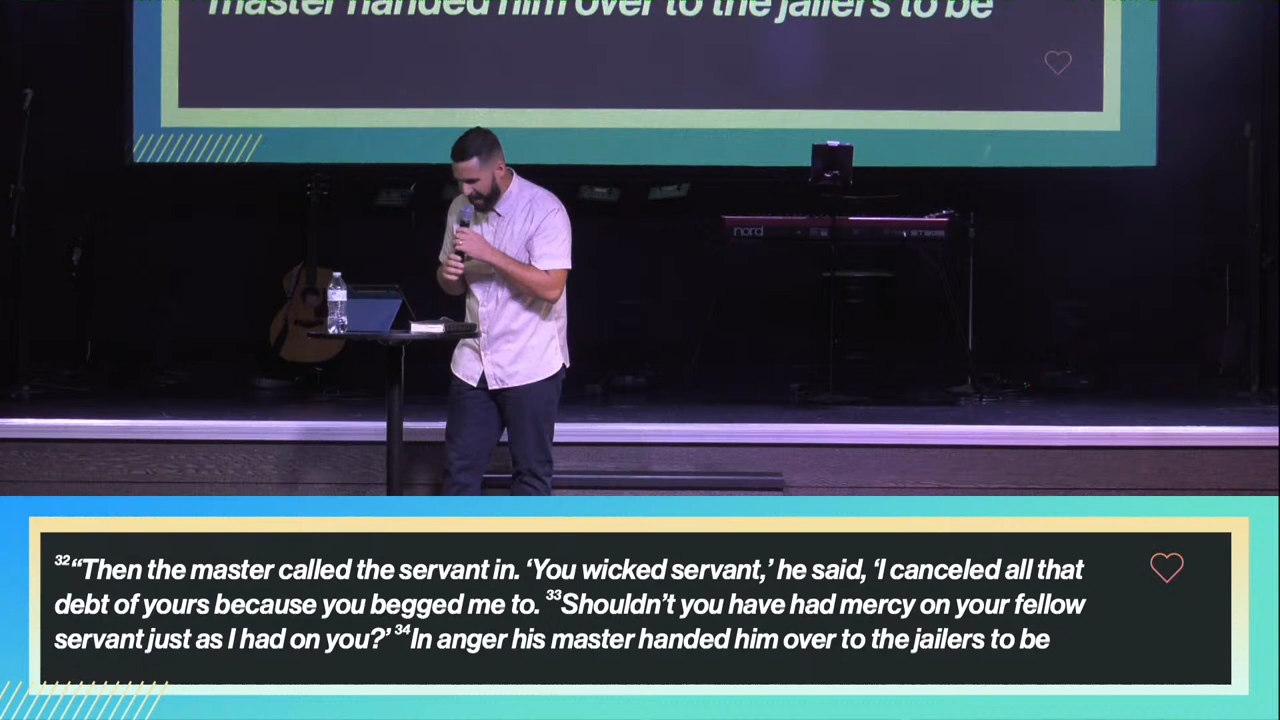 master handed him over to the jailers to be
nord
³²“Then the master called the servant in. ‘You wicked servant,’ he said, ‘I canceled all that
debt of yours because you begged me to. ³³Shouldn’t you have had mercy on your fellow
servant just as I had on you?’ ³⁴In anger his master handed him over to the jailers to be